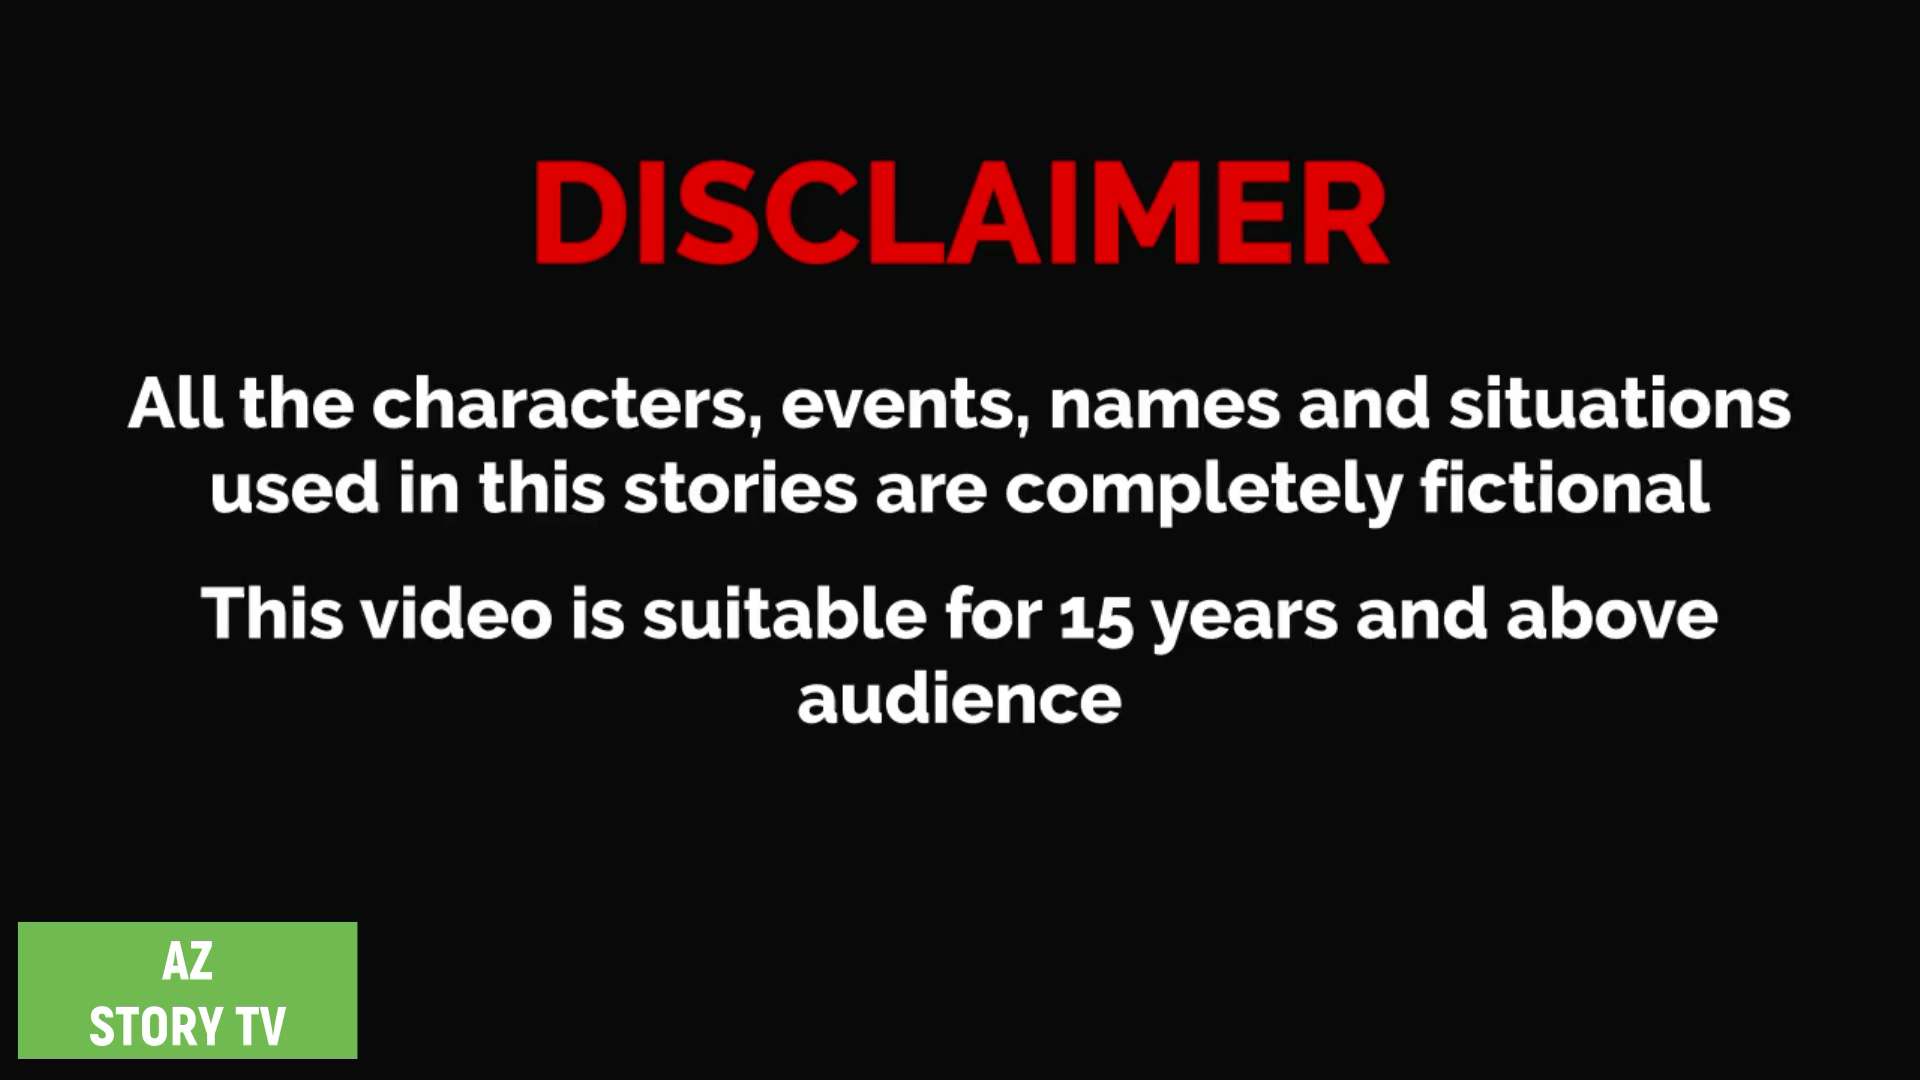 DISCLAIMER
All the characters, events, names and situations
used in this stories are completely fictional
This video is suitable for 15 years and above
audience
AZ
STORY TV